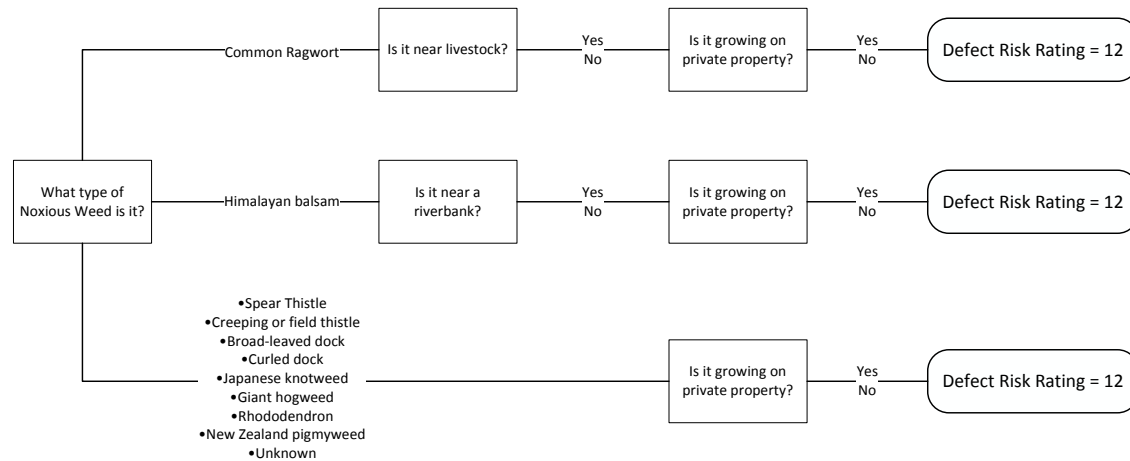 Common Ragwort
Is it near livestock?
Yes
No
Is it growing on
private property?
Yes
No
Defect Risk Rating = 12
What type of
Noxious Weed is it?
Himalayan balsam
Is it near a
riverbank?
Yes
No
Is it growing on
private property?
Yes
No
Defect Risk Rating = 12
•Spear Thistle
•Creeping or field thistle
•Broad-leaved dock
•Curled dock
•Japanese knotweed
•Giant hogweed
•Rhododendron
•New Zealand pigmyweed
•Unknown
Is it growing on
private property?
Yes
No
Defect Risk Rating = 12